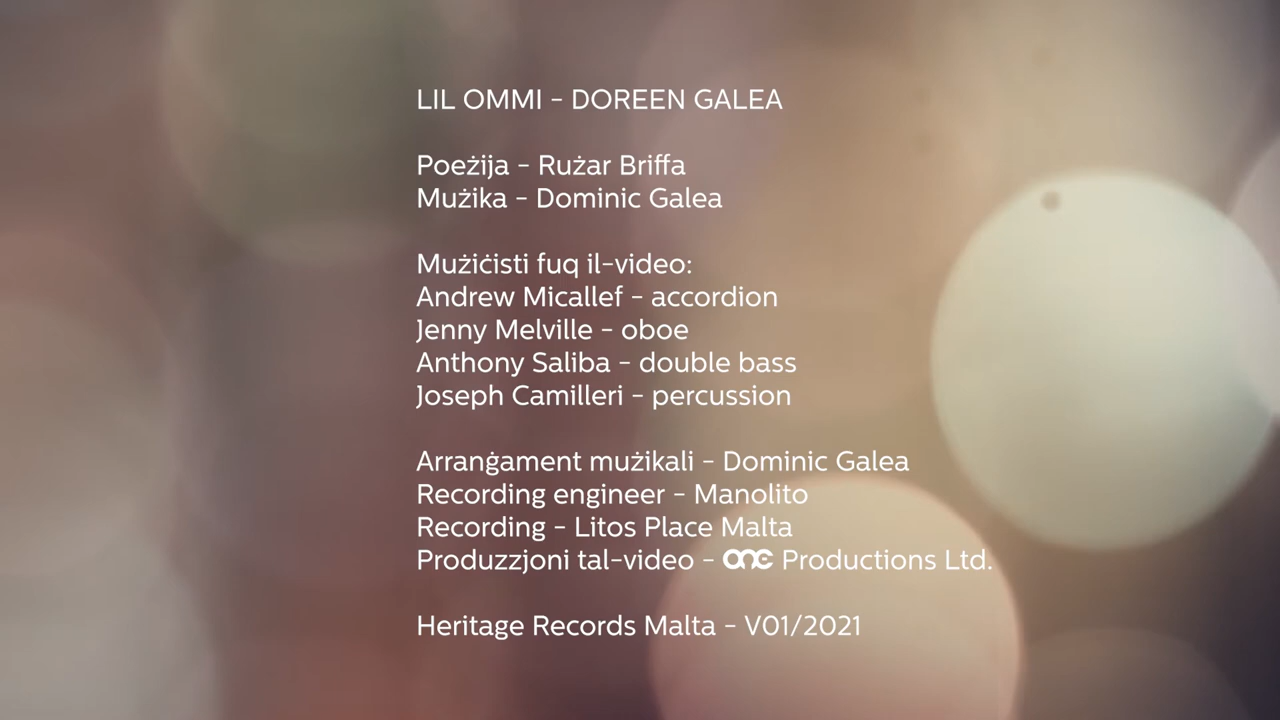 LIL OMMI - DOREEN GALEA
Poeżija - Rużar Briffa
Mużika - Dominic Galea
Mużiċisti fuq il-video:
Andrew Micallef - accordion
Jenny Melville - oboe
Anthony Saliba - double bass
Joseph Camilleri - percussion
Arranġament mużikali - Dominic Galea
Recording engineer - Manolito
Recording - Litos Place Malta
Produzzjoni tal-video - one Productions Ltd.
Heritage Records Malta - V01/2021